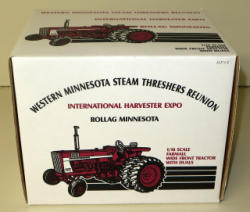 WESTERN MINNESOTA STEAM THRESHERS REUNION
INTERNATIONAL HARVESTER EXPO
ROLLAG MINNESOTA
1/16 SCALE
FARMALL
WIDE FRONT TRACTOR
WITH DUALS